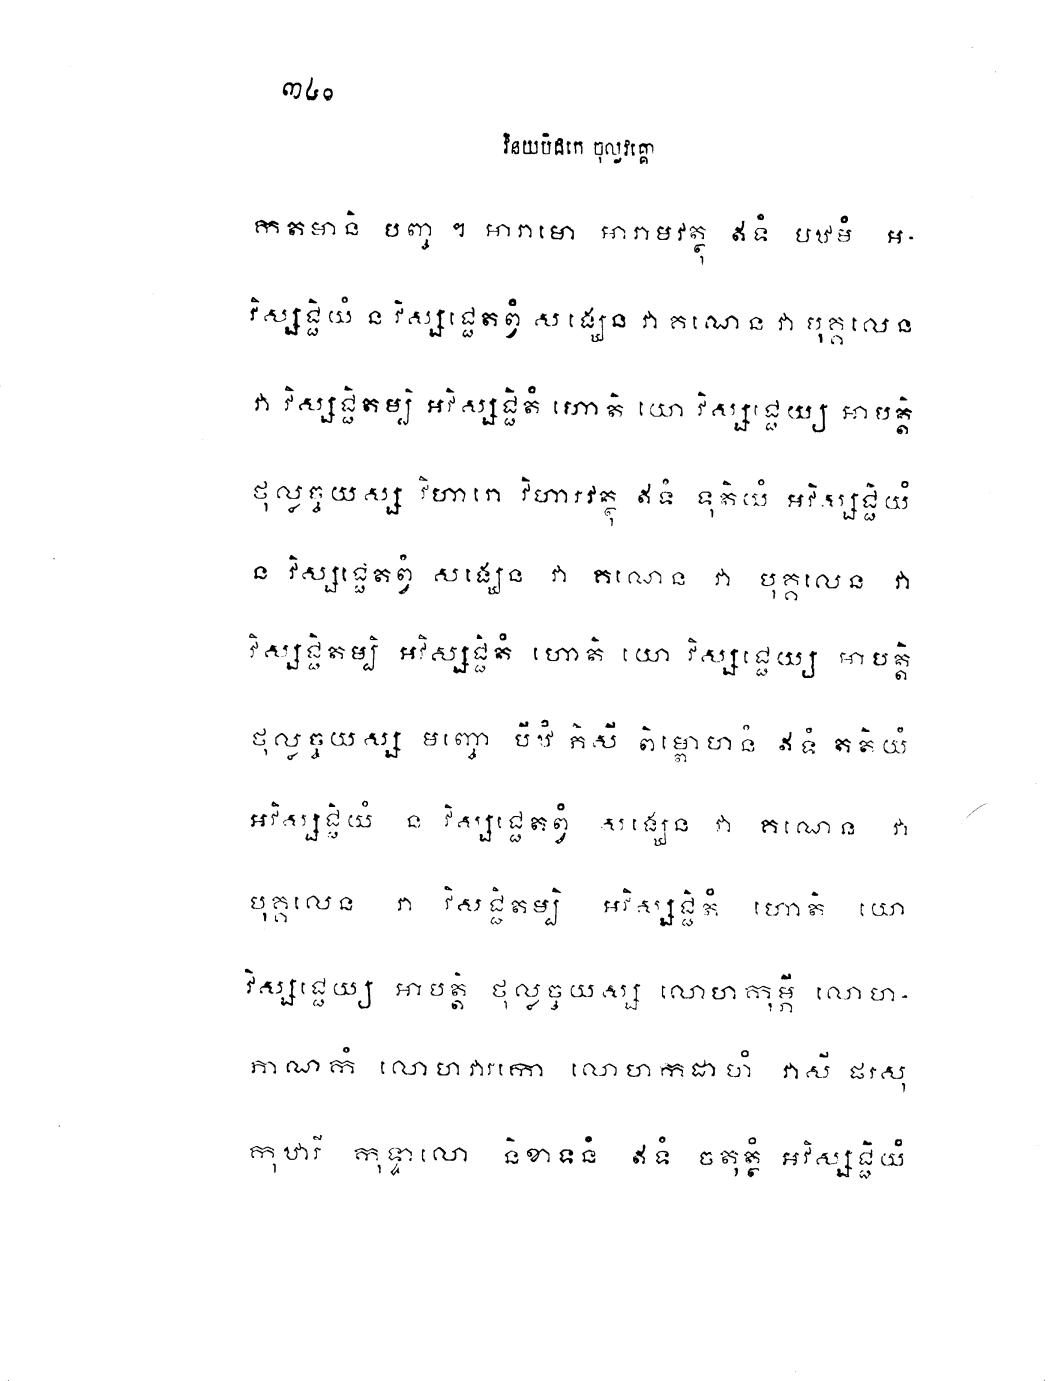 ៣៤០
វិនយបិដកេ ចុល្លវគ្គោ
កតមានិ បញ្ច ។ អារាមោ អារាមវត្ថុ ឥទំ បឋមំ អ-
វិស្សជ្ជិយំ ន វិស្សជ្ជេតព្វំ សង្ឃេន វា គណេន វា បុគ្គលេន
វា វិស្សជ្ជិតម្បិ អវិស្សជ្ជិតំ ហោតិ យោ វិស្សជ្ជេយ្យ អាបត្តិ
ថុល្លច្ចយស្ស វិហារោ វិហារវត្ថុ ឥទំ ទុតិយំ អវិស្សជ្ជិយំ
ន វិស្សជ្ជេតព្វំ សង្ឃេន វា គណេន វា បុគ្គលេន វា
វិស្សជ្ជិតម្បិ អវិស្សជ្ជិតំ ហោតិ យោ វិស្សជ្ជេយ្យ អាបត្តិ
ថុល្លច្ចយស្ស មញ្ចោ បីឋំ ភិសី ពិម្ពោហនំ ឥទំ តតិយំ
អវិស្សជ្ជិយំ ន វិស្សជ្ជេតព្វំ សង្ឃេន វា គណេន វា
បុគ្គលេន វា វិសជ្ជិតម្បិ អវិស្សជ្ជិតំ ហោតិ យោ
វិស្សជ្ជេយ្យ អាបត្តិ ថុល្លច្ចយស្ស លោហកុម្ភី លោហ-
ភាណកំ លោហវារកោ លោហកដាហំ វាសី ផរសុ
កុឋារី កុទ្ទាលោ និខាទនំ ឥទំ ចតុត្ថំ អវិស្សជ្ជិយំ